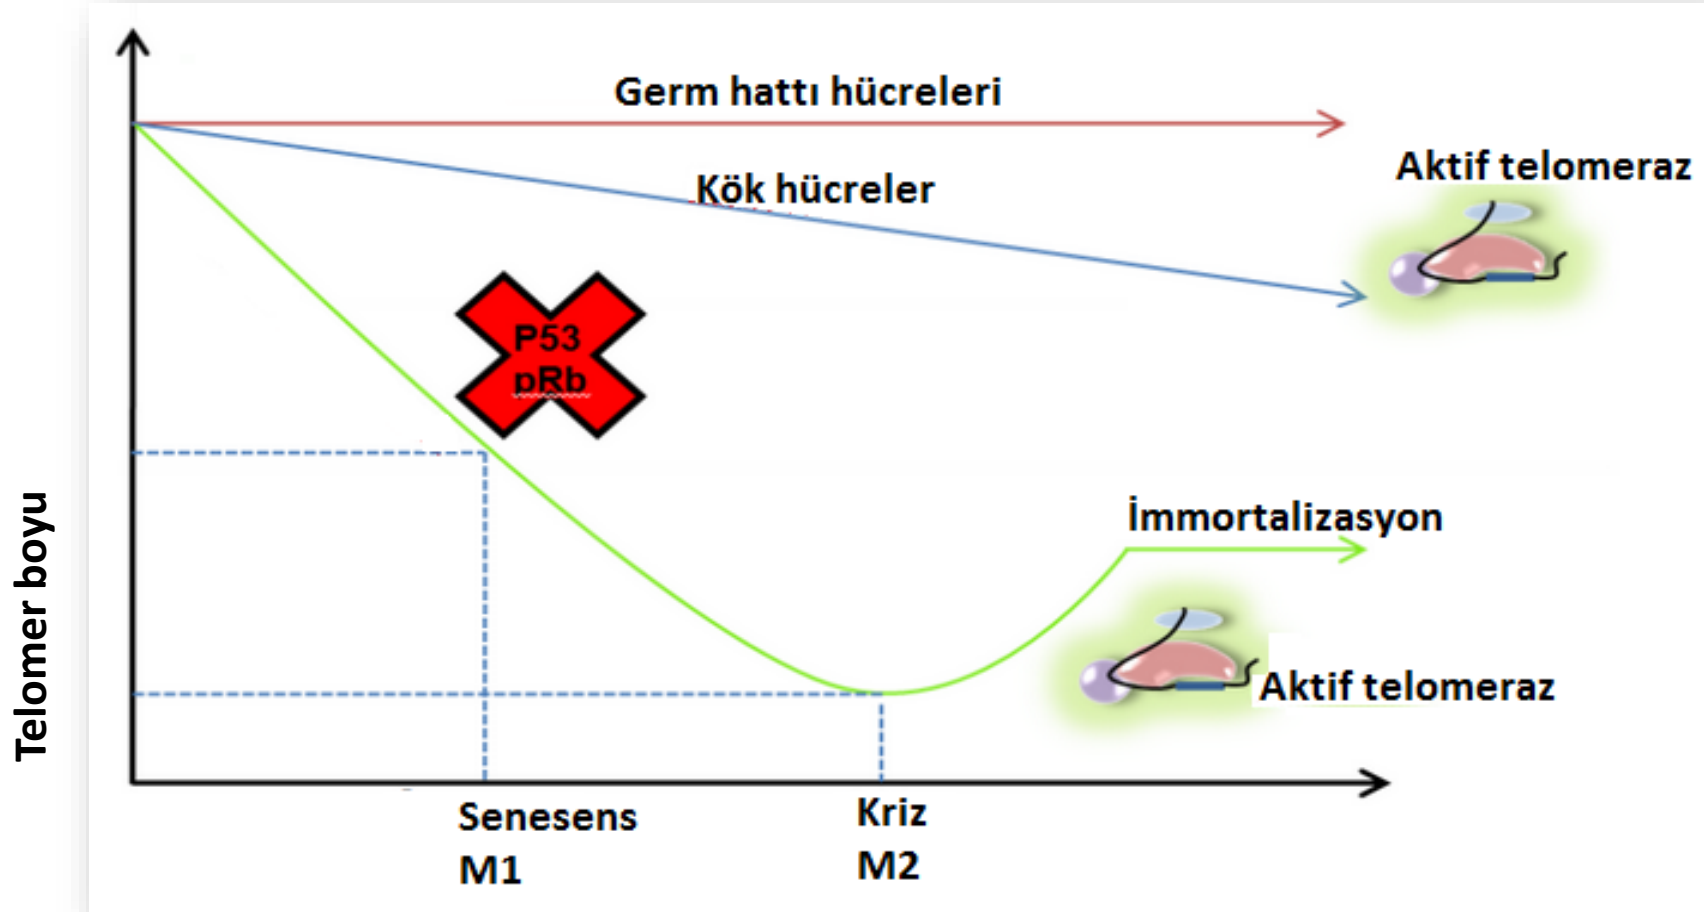 Germ hattı hücreleri
Aktif telomeraz
Kök hücreler
P53
pRb
Telomer boyu
İmmortalizasyon
Aktif telomeraz
Senesens
M1
Kriz
M2